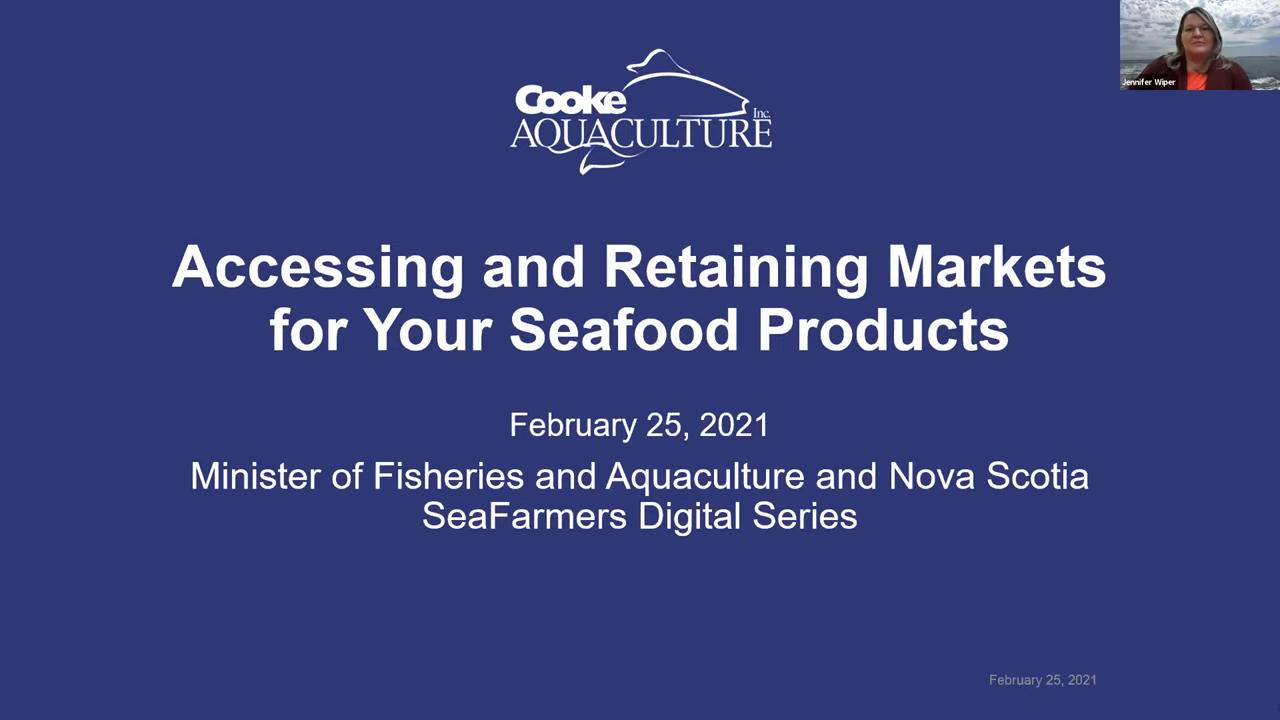 Jennifer Wiper
Cooke
Inc.
AQUACULTURE
Accessing and Retaining Markets
for Your Seafood Products
February 25, 2021
Minister of Fisheries and Aquaculture and Nova Scotia
SeaFarmers Digital Series
February 25, 2021